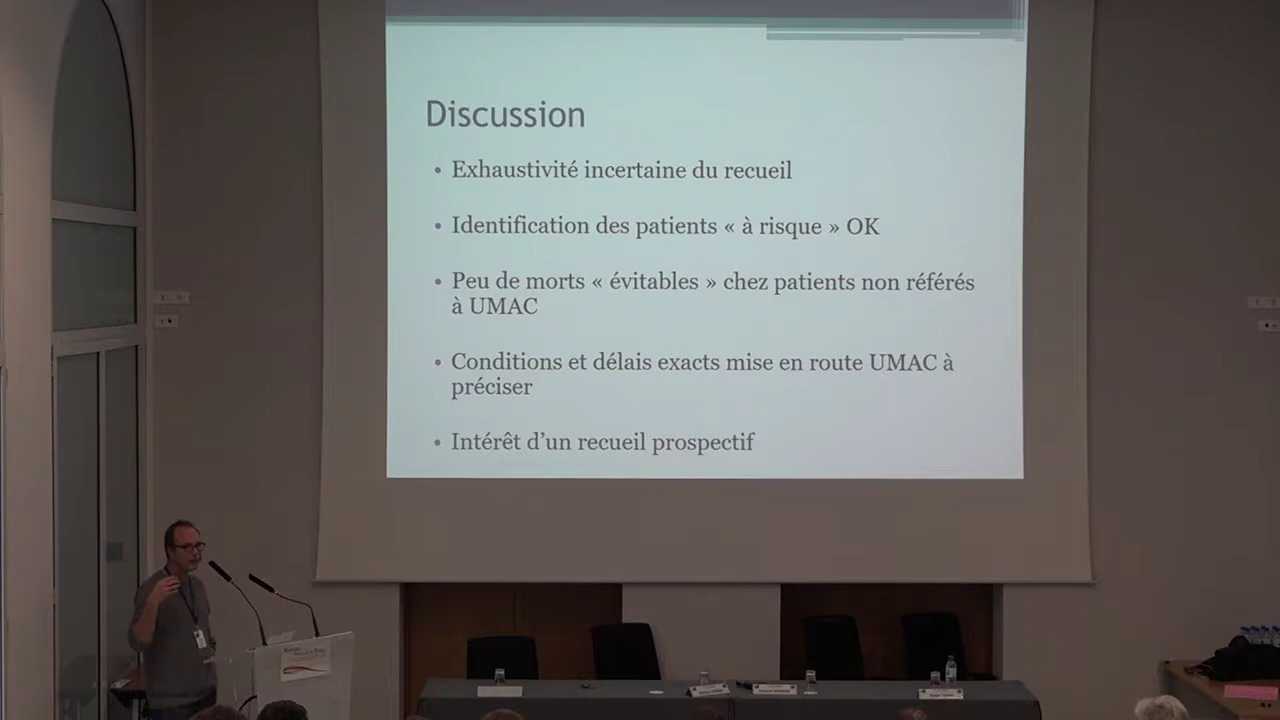 Discussion
• Exhaustivité incertaine du recueil
• Identification des patients « à risque » OK
• Peu de morts « évitables » chez patients non référés
à UMAC
• Conditions et délais exacts mise en route UMAC à
préciser
• Intérêt d'un recueil prospectif